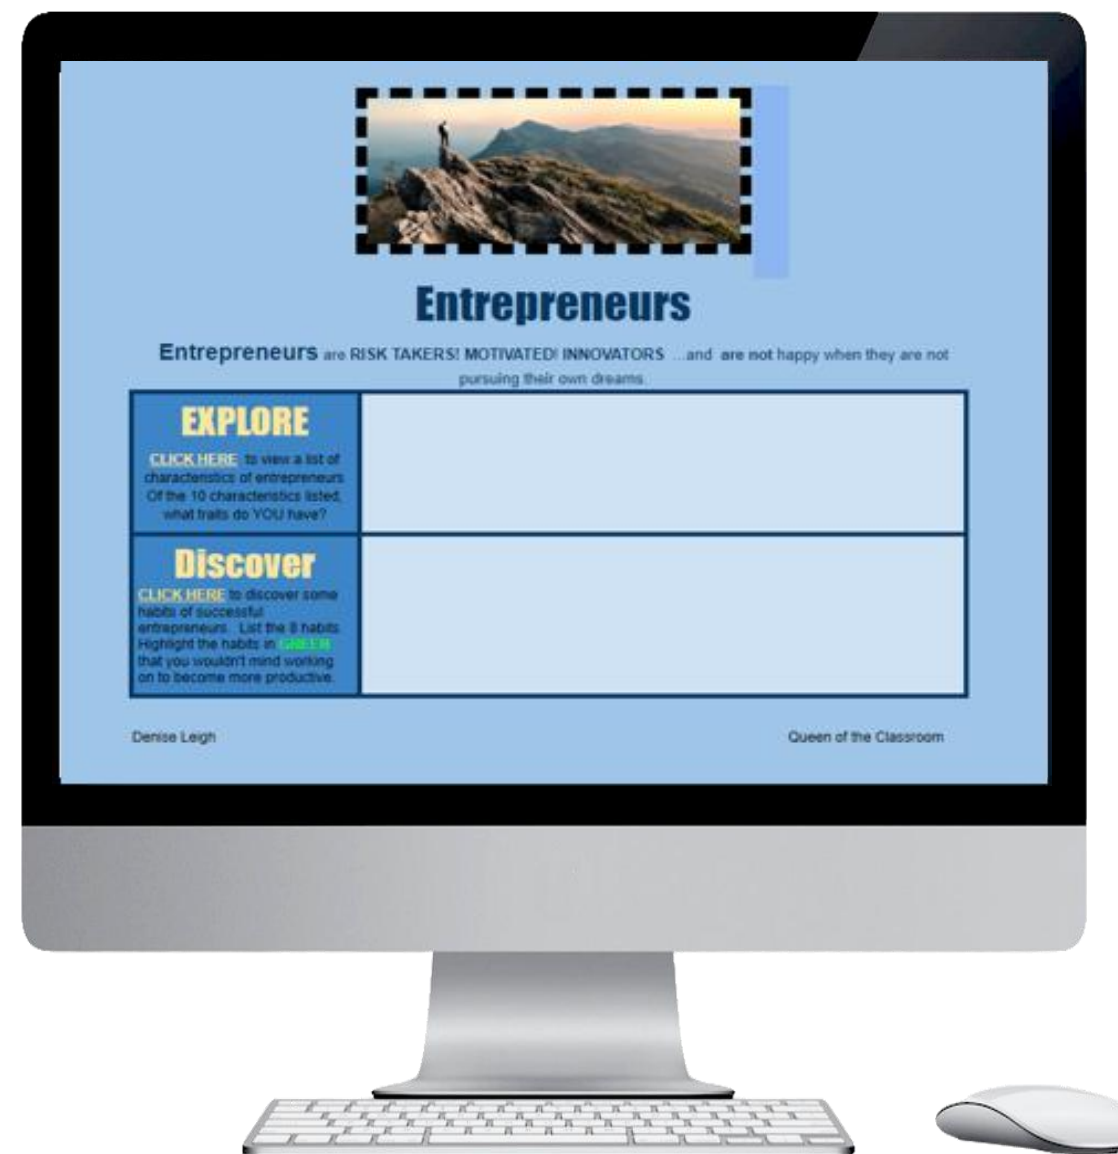 Entrepreneurs
Entrepreneurs are RISK TAKERS! MOTIVATED! INNOVATORS ...and are not happy when they are not
pursuing their own dreams.
EXPLORE
CLICK HERE to view a list of
characteristics of entrepreneurs
Of the 10 characteristics listed,
what traits do YOU have?
Discover
CLICK HERE to discover some
habits of successful
entrepreneurs. List the 8 habits.
Highlight the habits in GREEN
that you wouldn't mind working
on to become more productive.
Denise Leigh
Queen of the Classroom